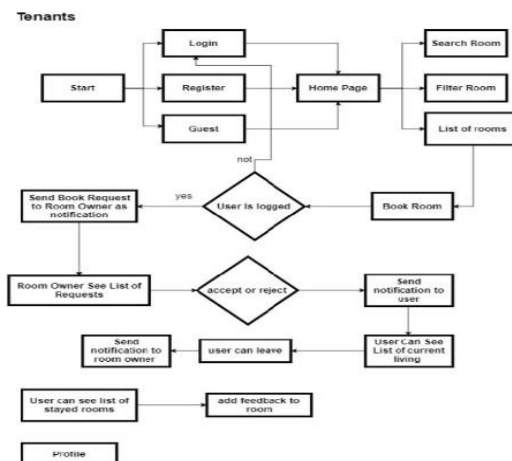 Tenants
Login
Search Room
Start
Register
Home Page
Filter Room
Guest
List of rooms
not
Send Book Request
to Room Owner as
notification
yes
User Is logged
Book Room
Room Owner See List of
Requests
accept or reject
Send
notification to
user
Send
notification to
room owner
user can leave
User Can See
List of current
living
User can see list of
stayed rooms
add feedback to
room
Profile